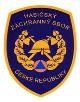 HASIČSKÝ
ZÁCHRANNÝ SBOR
ČESKÉ REPUBLIKY